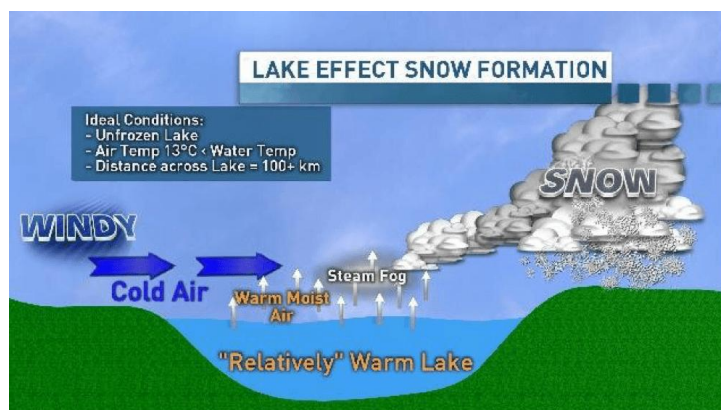 LAKE EFFECT SNOW FORMATION
Ideal Conditions:
- Unfrozen Lake
- Air Temp 13°C < Water Temp
- Distance across Lake = 100+ km
SNOW
WINDY
Cold Air
Steam Fog
Warm Moist
Air
"Relatively" Warm Lake